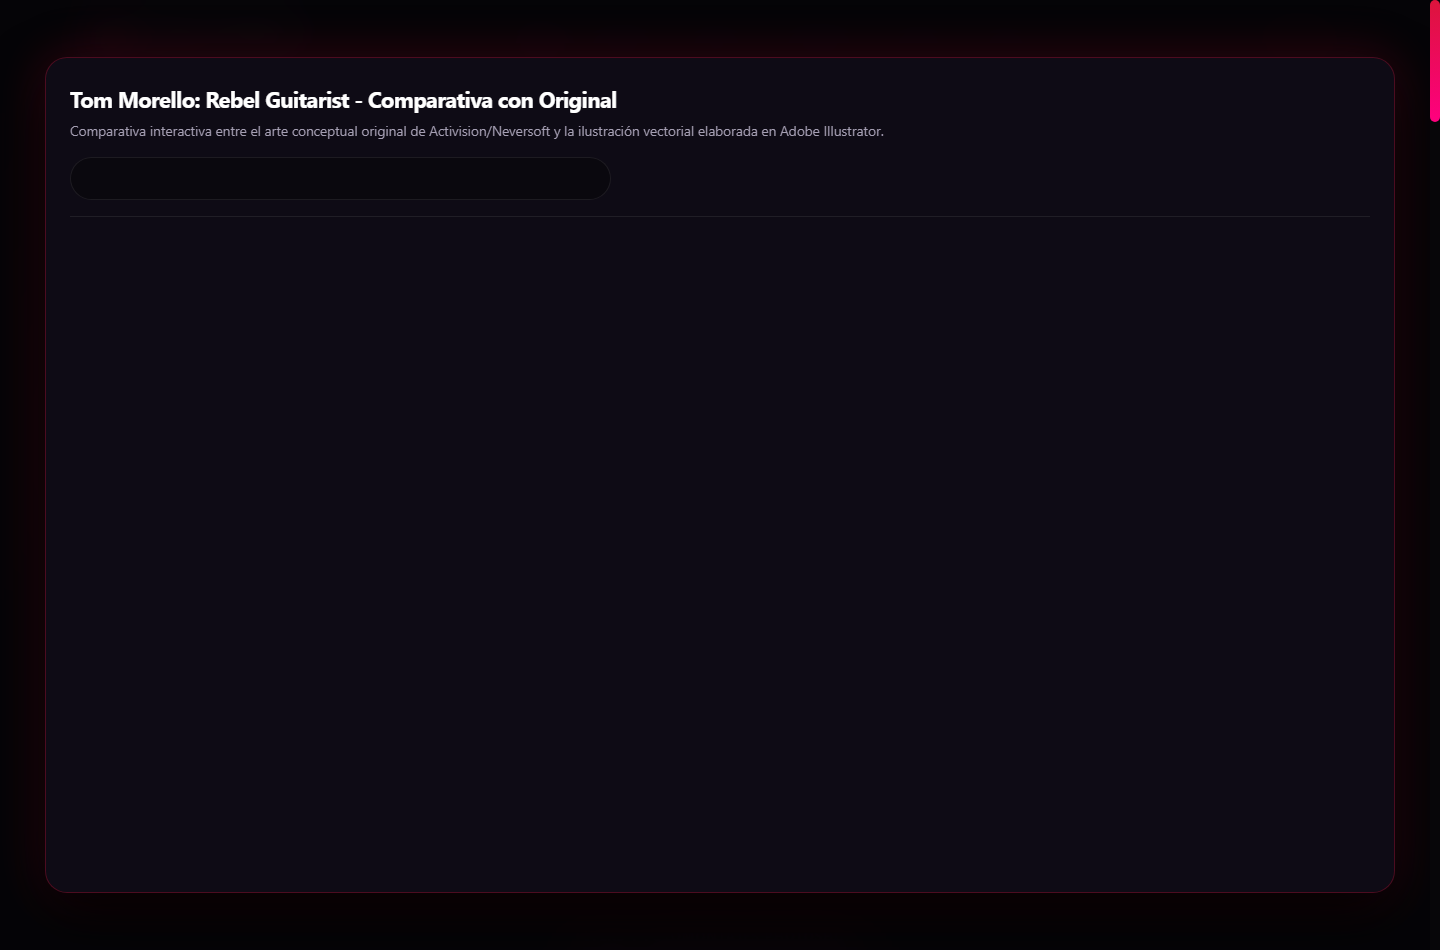 Tom Morello: Rebel Guitarist - Comparativa con Original
Comparativa interactiva entre el arte conceptual original de Activision/Neversoft y la ilustración vectorial elaborada en Adobe Illustrator.